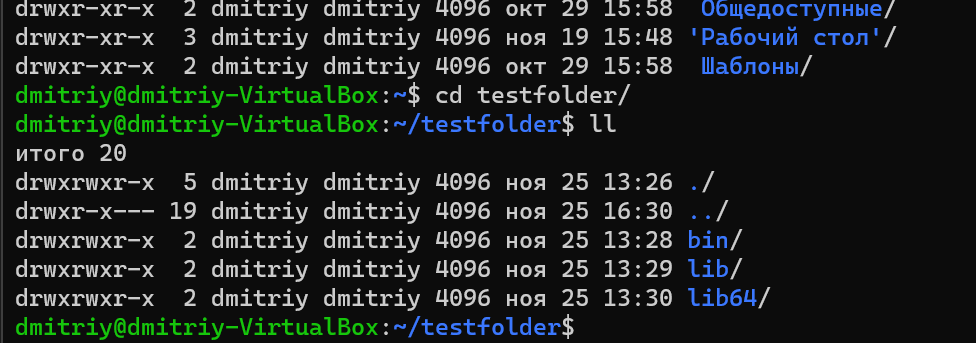 drwxr-xr-x  2 dmitriy dmitriy 4096 окт 29 15:58  Общедоступные/
drwxr-xr-x  3 dmitriy dmitriy 4096 ноя 19 15:48 'Рабочий стол'/
drwxr-xr-x  2 dmitriy dmitriy 4096 окт 29 15:58  Шаблоны/
dmitriy@dmitriy-VirtualBox:~$ cd testfolder/
dmitriy@dmitriy-VirtualBox:~/testfolder$ ll
итого 20
drwxrwxr-x  5 dmitriy dmitriy 4096 ноя 25 13:26 ./
drwxr-x--- 19 dmitriy dmitriy 4096 ноя 25 16:30 ../
drwxrwxr-x  2 dmitriy dmitriy 4096 ноя 25 13:28 bin/
drwxrwxr-x  2 dmitriy dmitriy 4096 ноя 25 13:29 lib/
drwxrwxr-x  2 dmitriy dmitriy 4096 ноя 25 13:30 lib64/
dmitriy@dmitriy-VirtualBox:~/testfolder$